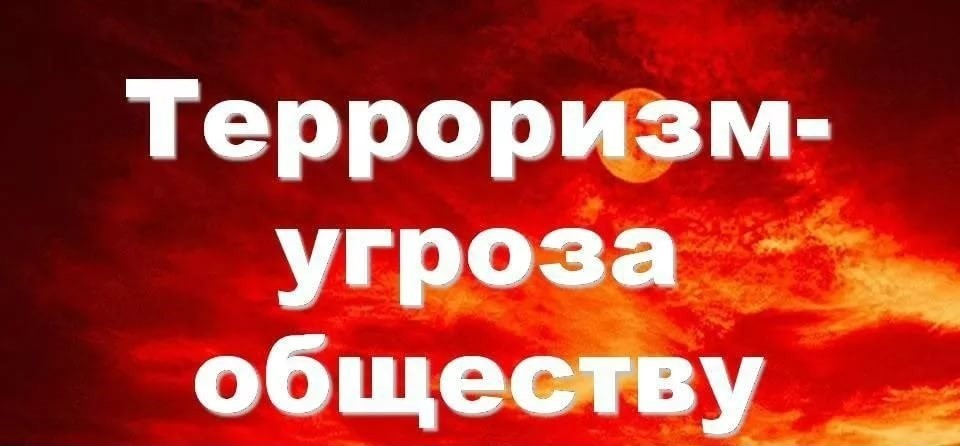 Терроризм-
угроза
обществу